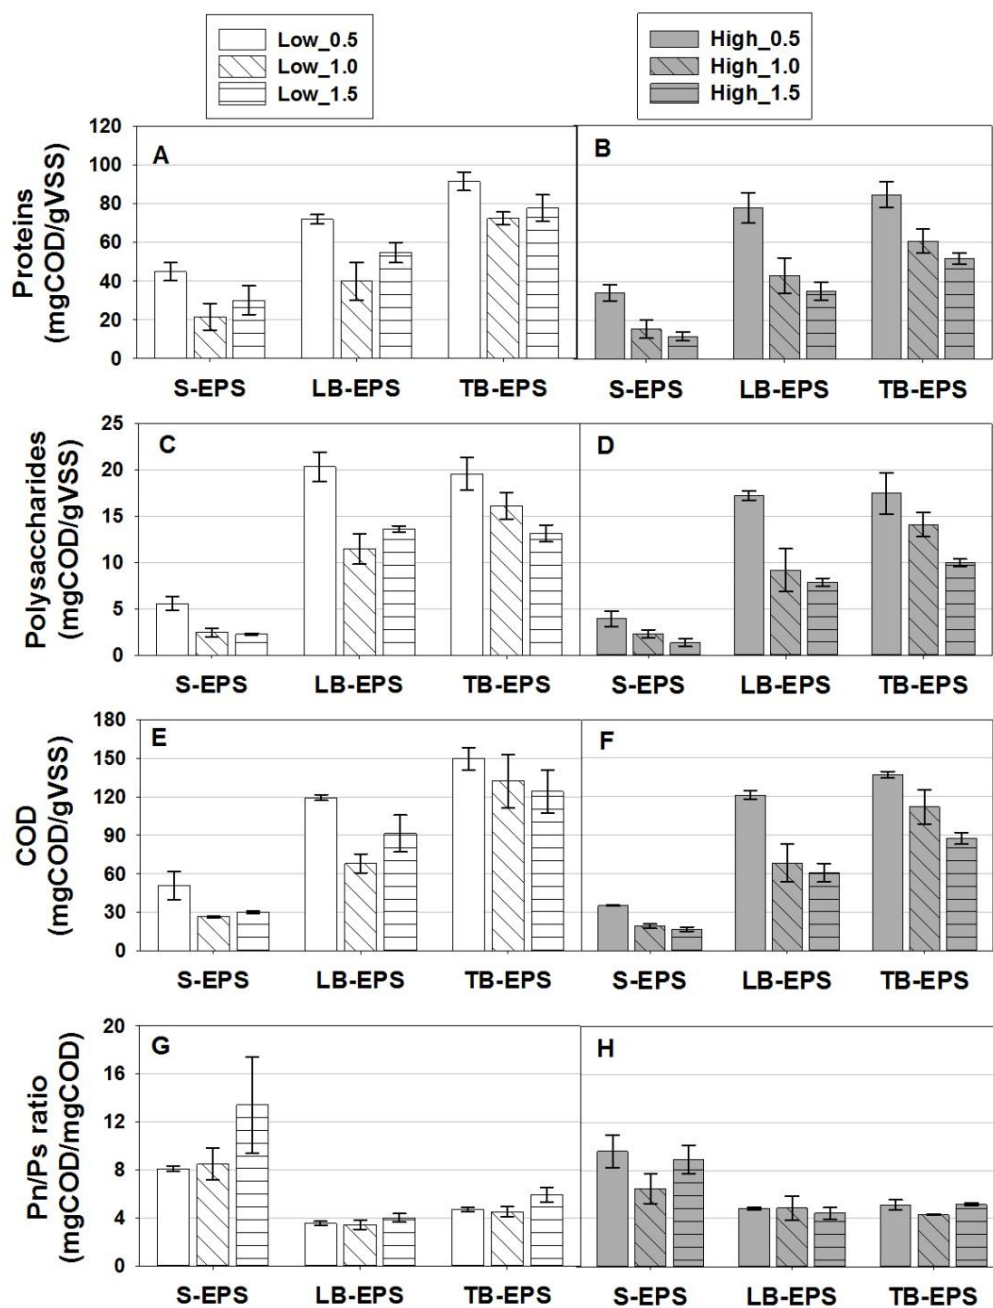 Low_0.5
Low_1.0
Low_1.5
High_0.5
High_1.0
High_1.5
Proteins
(mgCOD/gVSS)
120
100
80
60
40
20
0
A
B
S-EPS LB-EPS TB-EPS S-EPS LB-EPS TB-EPS
Polysaccharides
(mgCOD/gVSS)
25
20
15
10
5
0
C
D
S-EPS LB-EPS TB-EPS S-EPS LB-EPS TB-EPS
COD
(mgCOD/gVSS)
180
150
120
90
60
30
0
E
F
S-EPS LB-EPS TB-EPS S-EPS LB-EPS TB-EPS
Pn/Ps ratio
(mgCOD/mgCOD)
20
16
12
8
4
0
G
H
S-EPS LB-EPS TB-EPS S-EPS LB-EPS TB-EPS